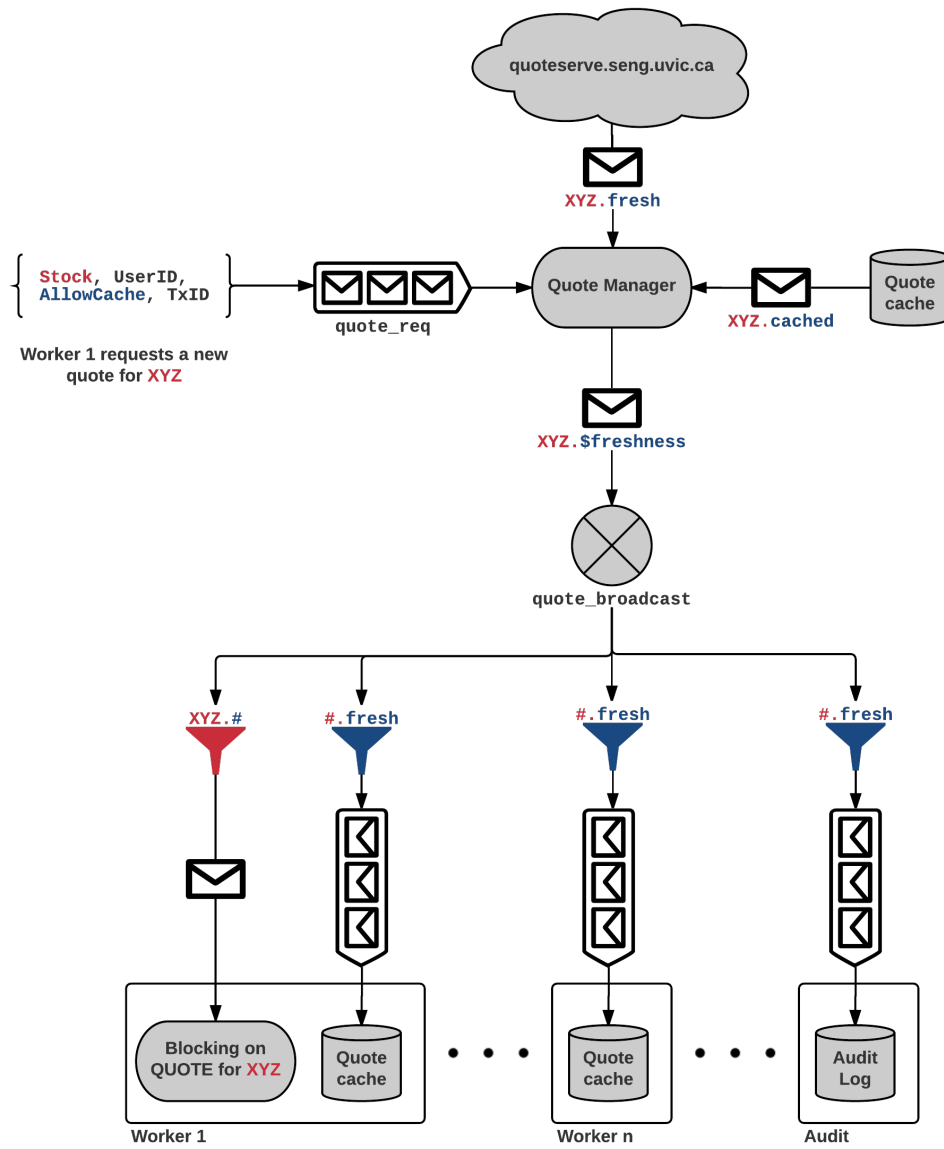 quoteserve.seng.uvic.ca
XYZ.fresh
Stock, UserID,
AllowCache, TxID
quote_req
Quote Manager
XYZ.cached
Quote
cache
Worker 1 requests a new
quote for XYZ
XYZ.$freshness
quote_broadcast
XYZ.#
#.fresh
#.fresh
#.fresh
Blocking on
QUOTE for XYZ
Quote
cache
Quote
cache
Audit
Log
Worker 1
Worker n
Audit